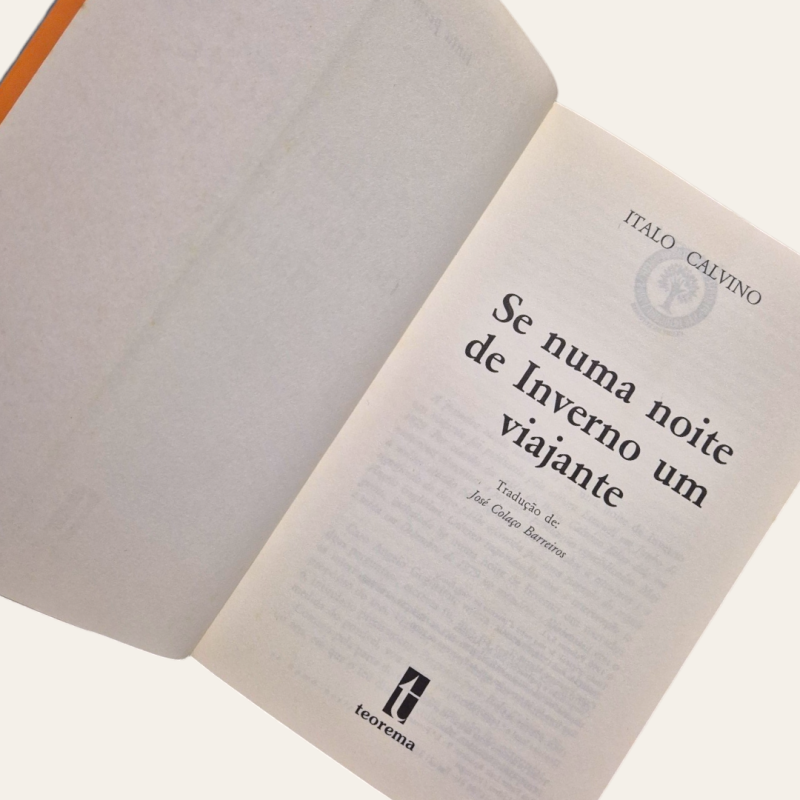 ITALO CALVINO
Se numa noite
de Inverno um
viajante
Tradução de:
José Colaço Barreiros
teorema